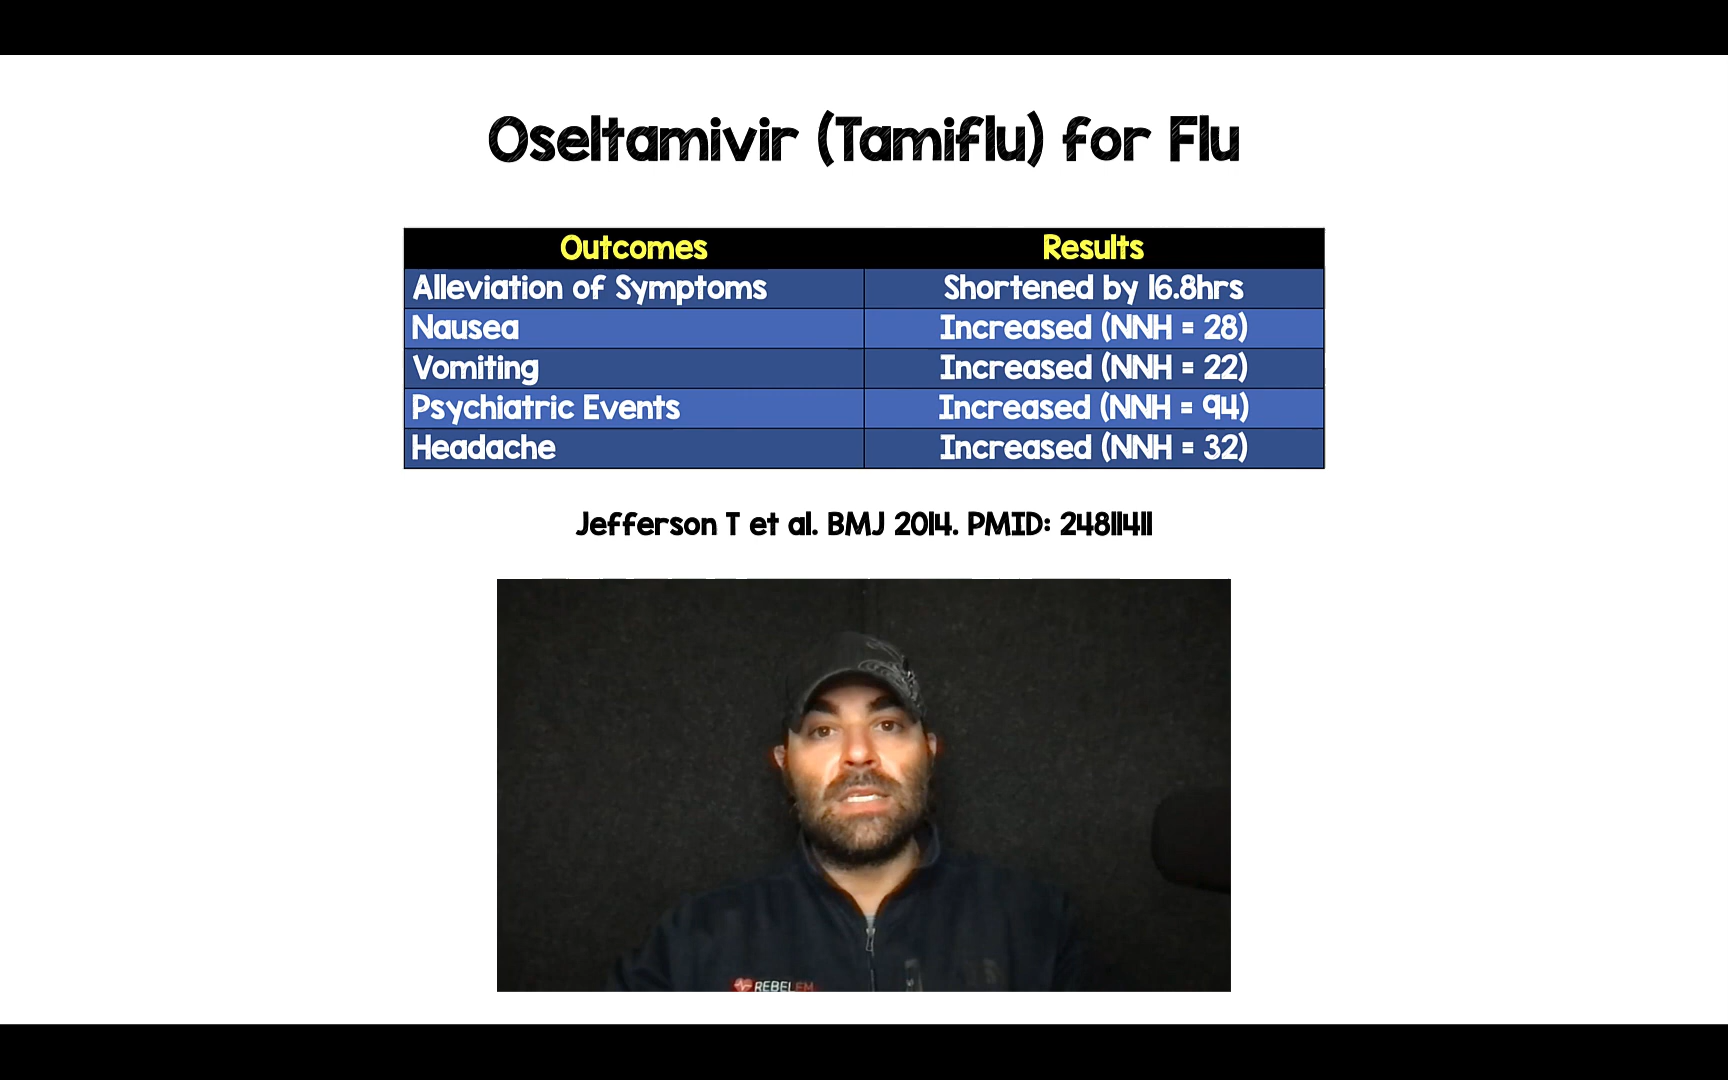 Oseltamivir (Tamiflu) for Flu
Outcomes Results
Alleviation of Symptoms Shortened by 16.8hrs
Nausea Increased (NNH = 28)
Vomiting Increased (NNH = 22)
Psychiatric Events Increased (NNH = 94)
Headache Increased (NNH = 32)
Jefferson T et al. BMJ 2014. PMID: 24811411
REBELEM